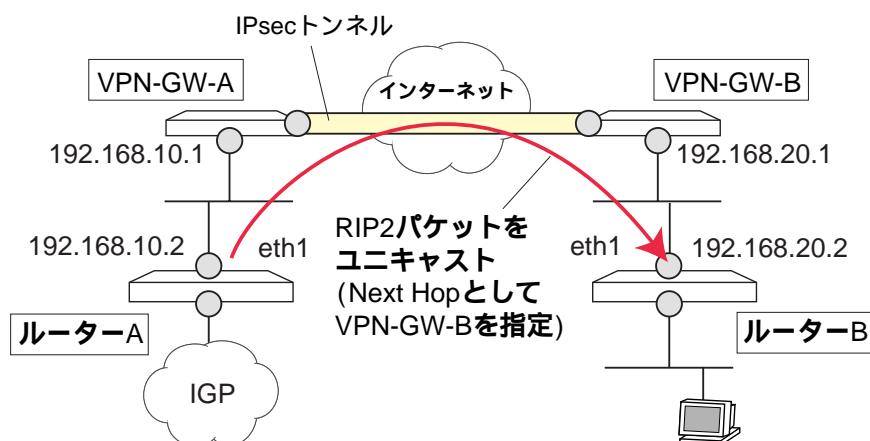 IPsecトンネル
VPN-GW-A
インターネット
VPN-GW-B
192.168.10.1
192.168.20.1
192.168.10.2
eth1
RIP2パケットを
ユニキャスト
(Next Hopとして
VPN-GW-Bを指定)
eth1
192.168.20.2
ルーターA
ルーターB
IGP